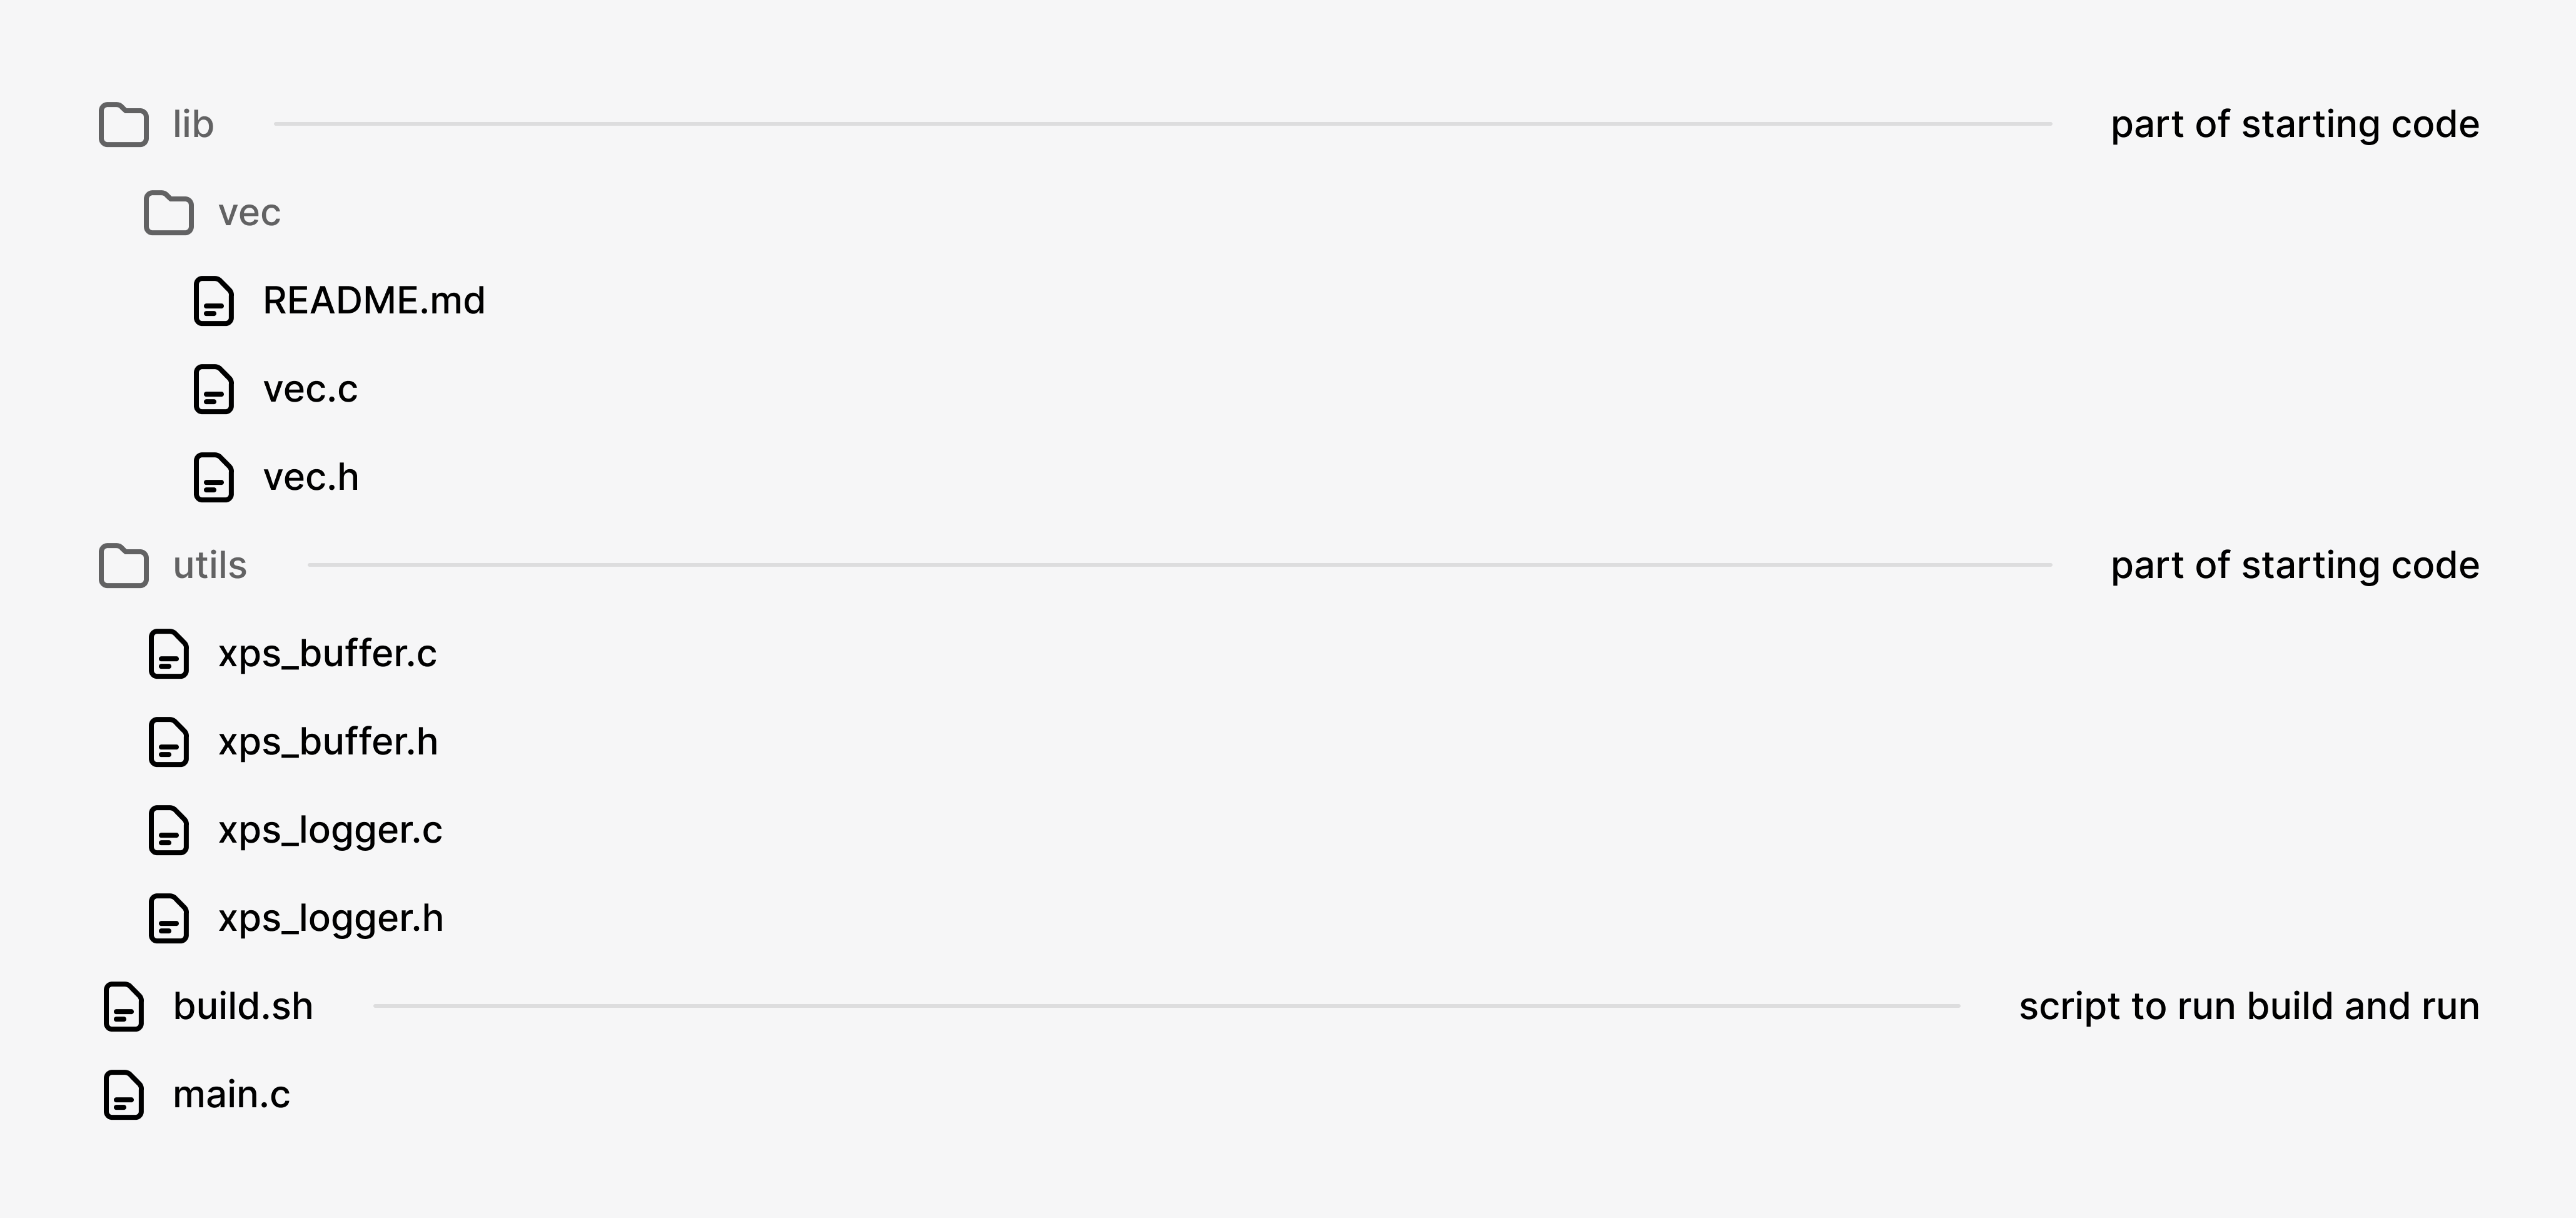 lib part of starting code
vec
README.md
vec.c
vec.h
utils part of starting code
xps_buffer.c
xps_buffer.h
xps_logger.c
xps_logger.h
build.sh script to run build and run
main.c